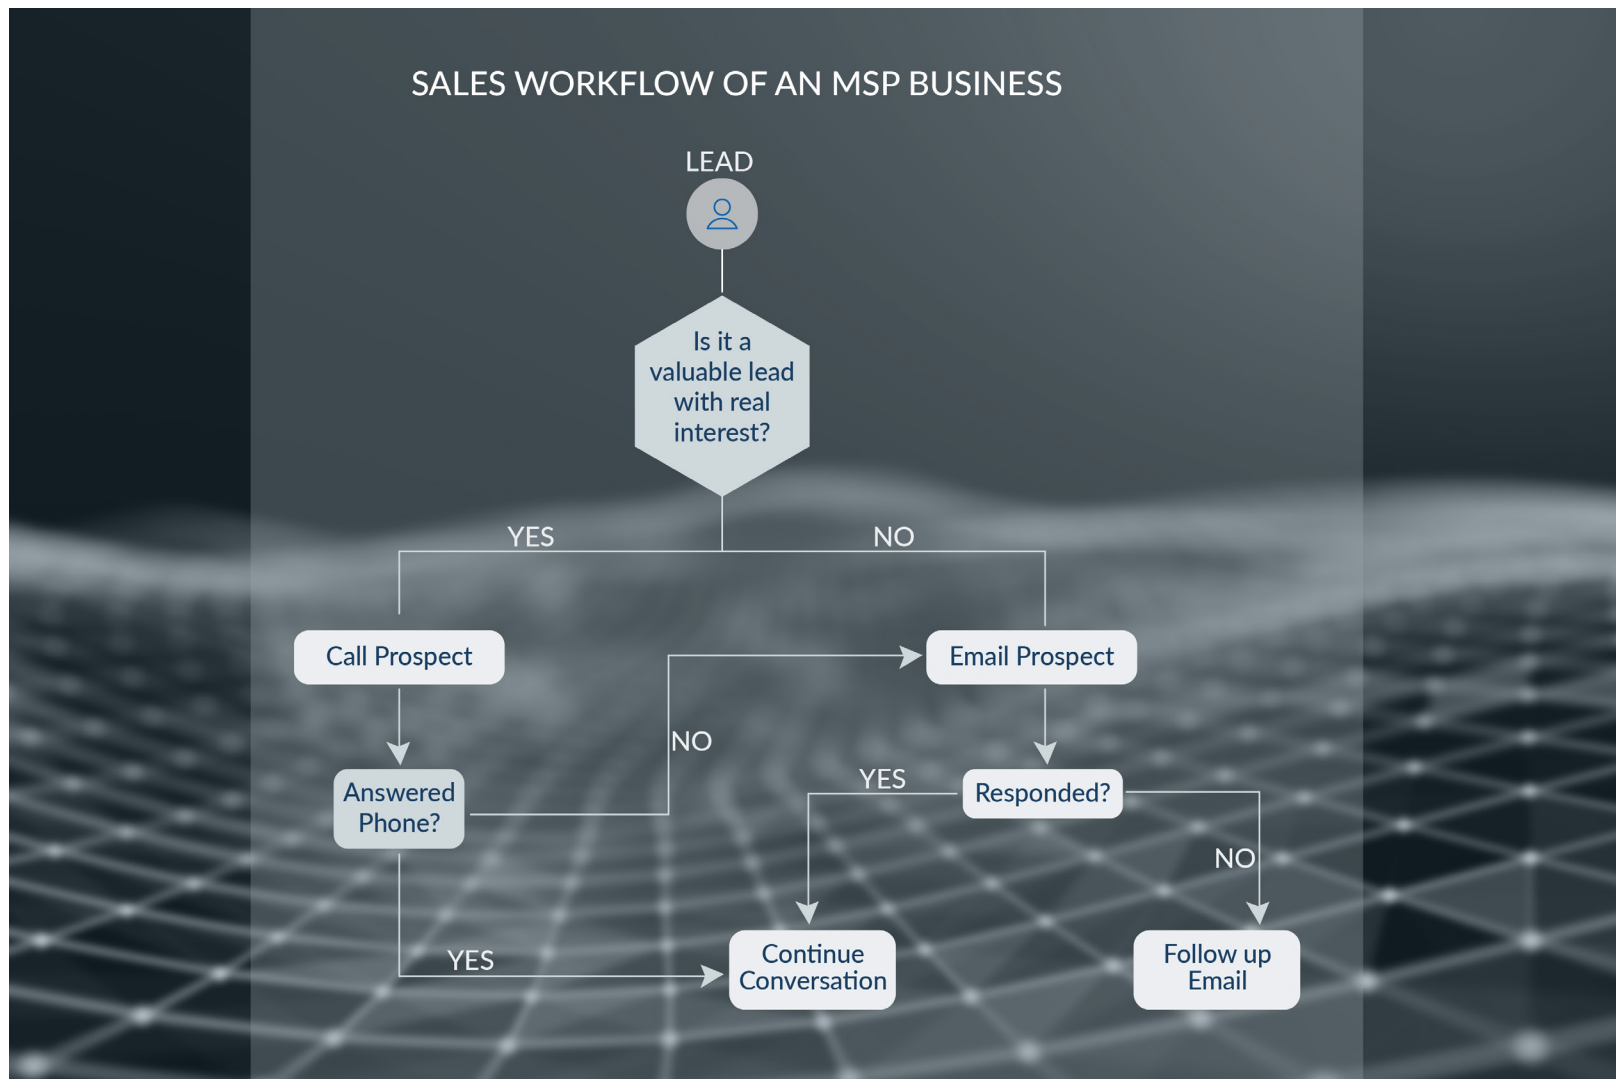 SALES WORKFLOW OF AN MSP BUSINESS
LEAD
Is it a
valuable lead
with real
interest?
YES
NO
Call Prospect
Email Prospect
NO
Answered
Phone?
YES
Responded?
NO
YES
Continue
Conversation
Follow up
Email